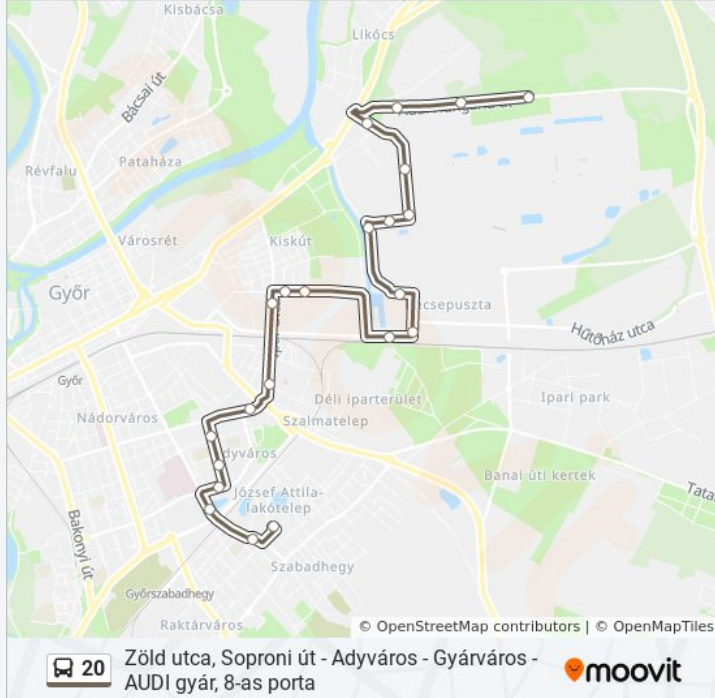 Kisbácsa
Likócs
Bácsai út
Révfalu
Pataháza
Városrét
Kiskút
Győr
csepuszta
Hűtőház utca
Győr
Déli iparterület
Ipari park
Nádorváros
Szalmatelep
dyváros
Banai úti kertek
József Attila-
lakótelep
Bakonyi út
Szabadhegy
Győrszabadhegy
Raktárváros
© OpenStreetMap contributors | © OpenMapTiles
20
Zöld utca, Soproni út - Adyváros - Gyárváros -
AUDI gyár, 8-as porta
moovit